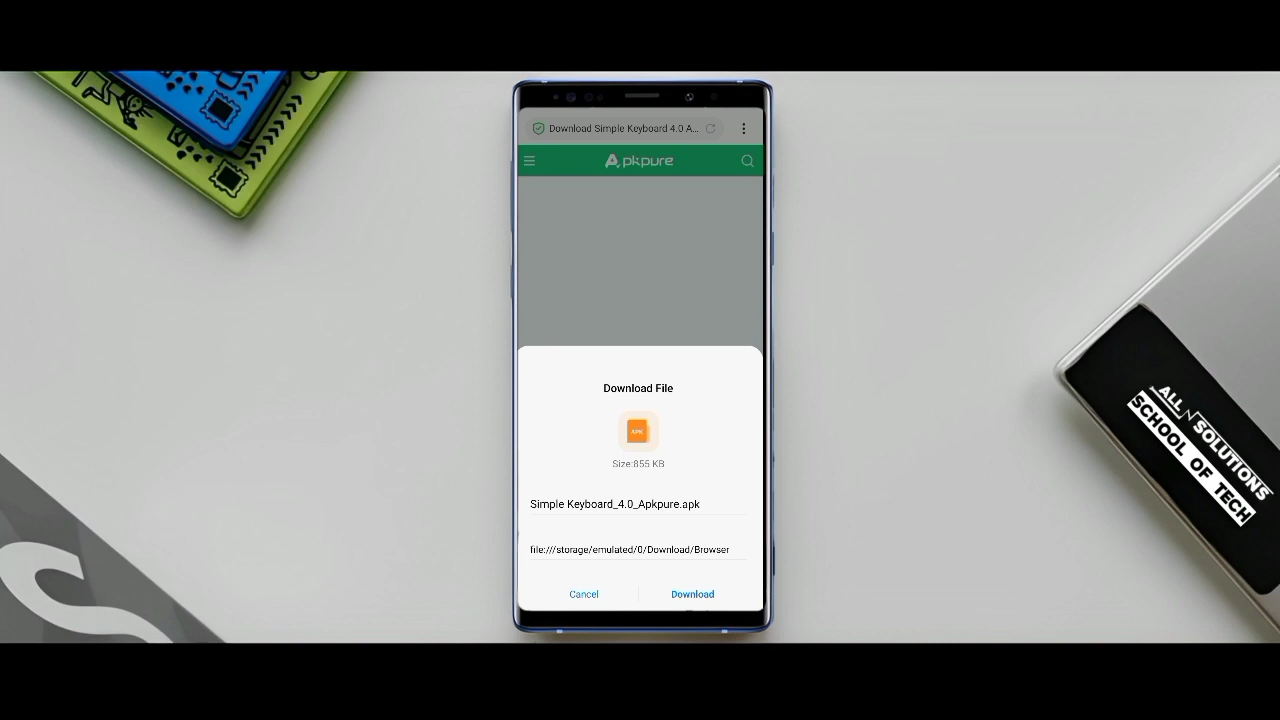 Download Simple Keyboard 4.0 A...
Apkpure
Download File
APK
Size:855 KB
Simple Keyboard_4.0_Apkpure.apk
file:///storage/emulated/0/Download/Browser
Cancel
Download
ALL N SOLUTIONS
SCHOOL OF TECH